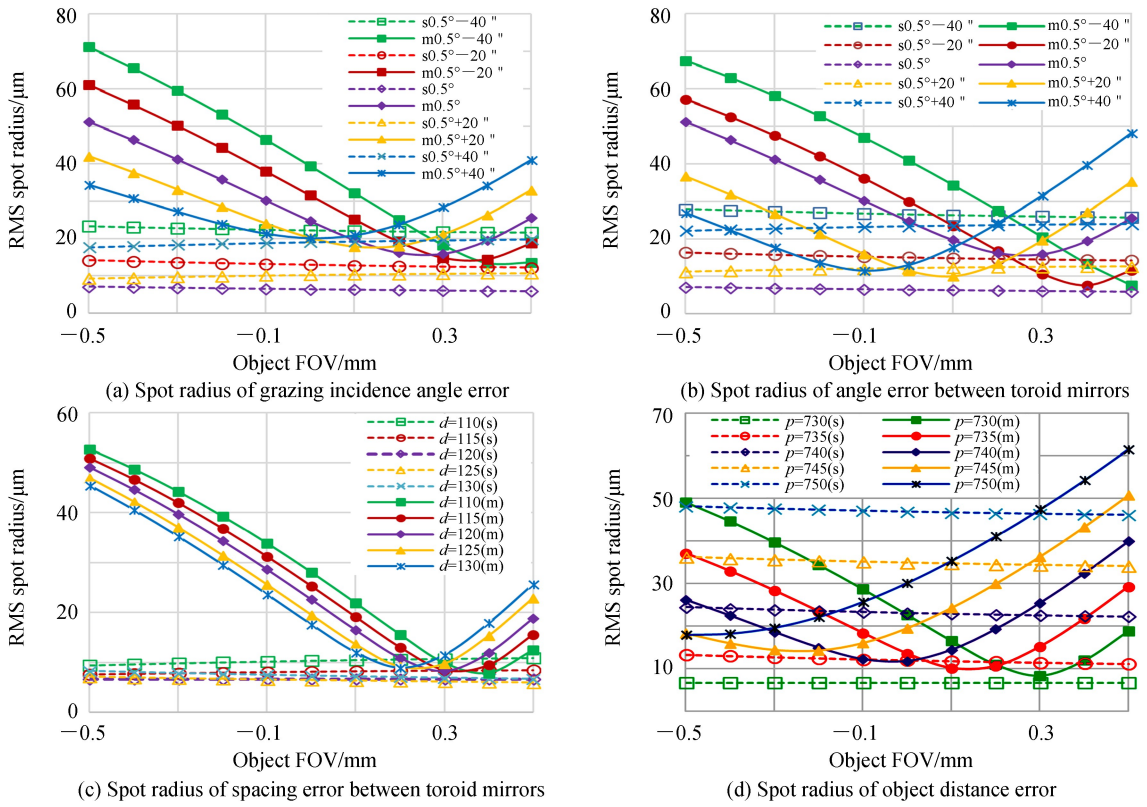 80
60
40
20
0
RMS spot radius/μm
s0.5°−40 "
m0.5°−40 "
s0.5°−20 "
m0.5°−20 "
s0.5°
m0.5°
s0.5°+20 "
m0.5°+20 "
s0.5°+40 "
m0.5°+40 "
−0.5
−0.1
0.3
Object FOV/mm
(a) Spot radius of grazing incidence angle error
80
60
40
20
0
RMS spot radius/μm
s0.5°−40 " m0.5°−40 "
s0.5°−20 " m0.5°−20 "
s0.5° m0.5°
s0.5°+20 " m0.5°+20 "
s0.5°+40 " m0.5°+40 "
−0.5
−0.1
0.3
Object FOV/mm
(b) Spot radius of angle error between toroid mirrors
60
40
20
0
RMS spot radius/μm
d=110(s)
d=115(s)
d=120(s)
d=125(s)
d=130(s)
d=110(m)
d=115(m)
d=120(m)
d=125(m)
d=130(m)
−0.5
−0.1
0.3
Object FOV/mm
(c) Spot radius of spacing error between toroid mirrors
70
50
30
10
RMS spot radius/μm
p=730(s) p=730(m)
p=735(s) p=735(m)
p=740(s) p=740(m)
p=745(s) p=745(m)
p=750(s) p=750(m)
−0.5
−0.1
0.3
Object FOV/mm
(d) Spot radius of object distance error